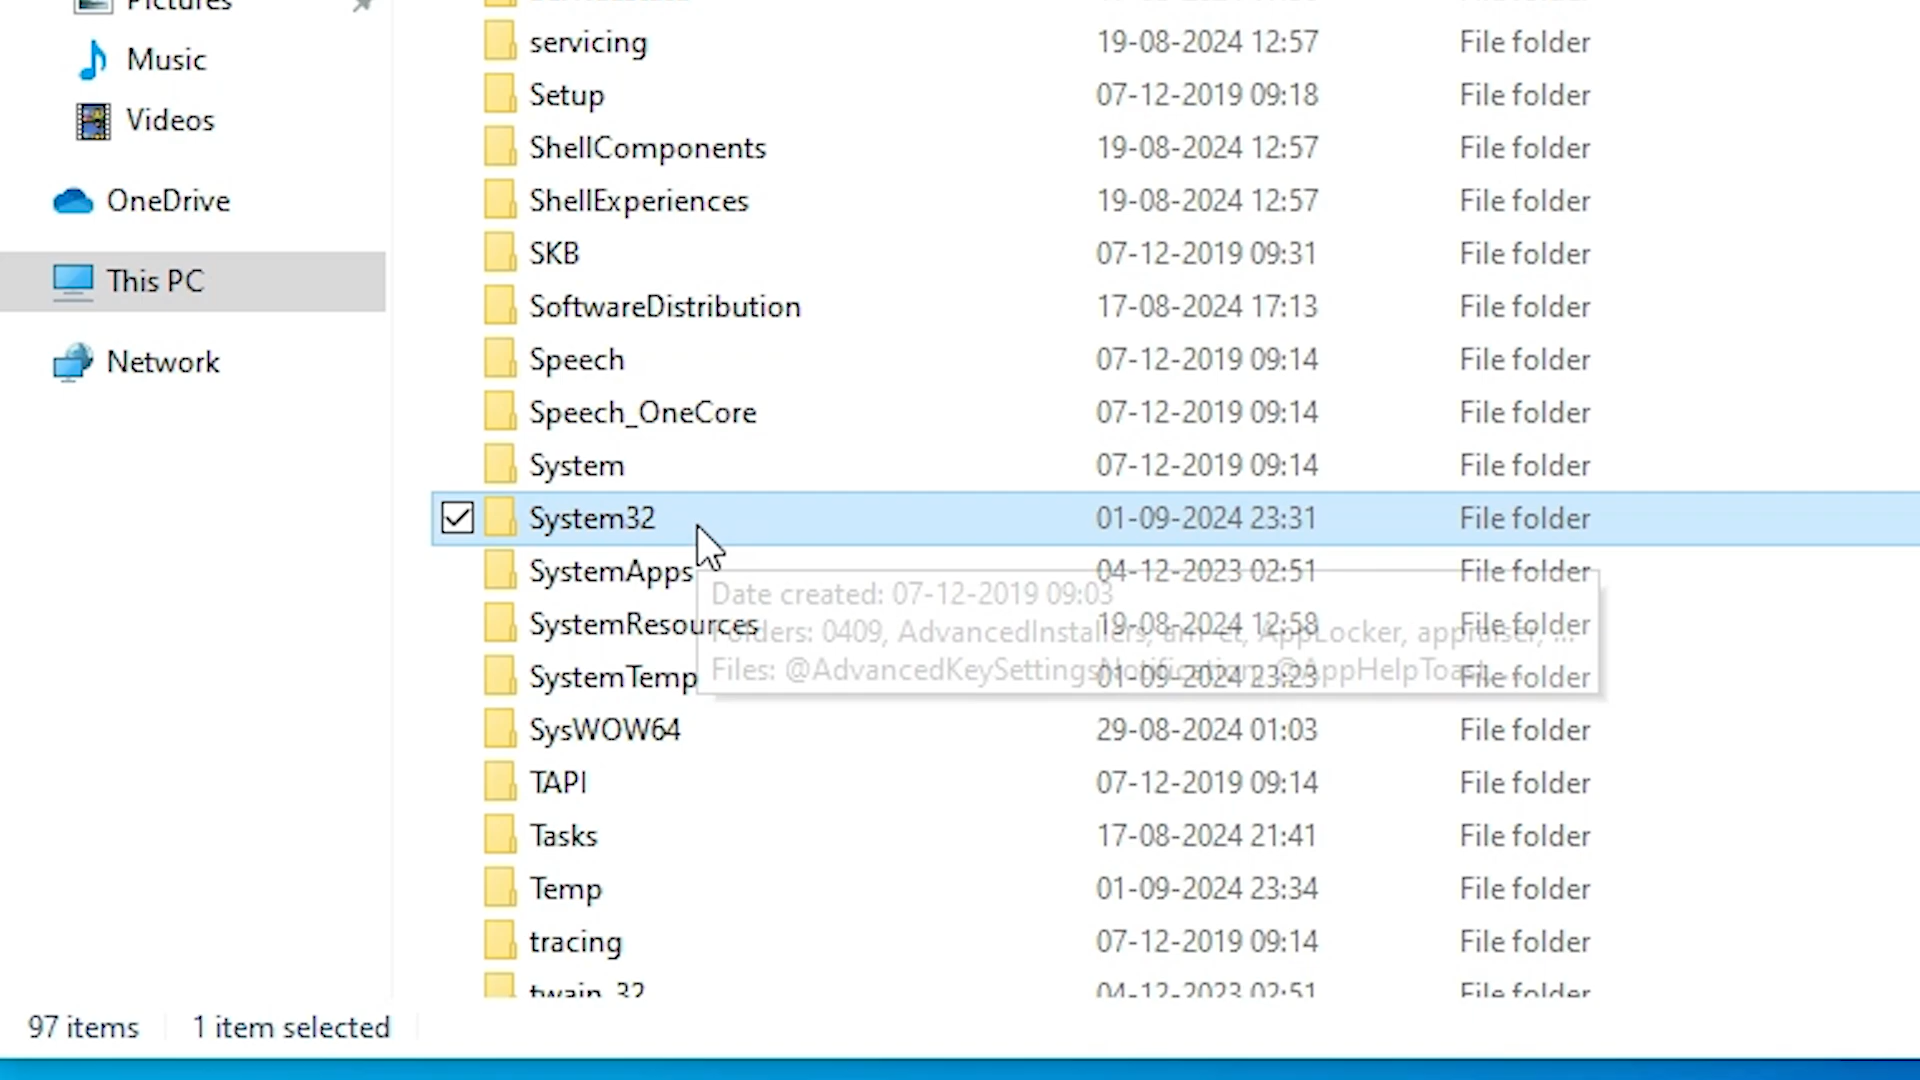 Pictures
Music
Videos
OneDrive
This PC
Network
servicing 19-08-2024 12:57 File folder
Setup 07-12-2019 09:18 File folder
ShellComponents 19-08-2024 12:57 File folder
ShellExperiences 19-08-2024 12:57 File folder
SKB 07-12-2019 09:31 File folder
SoftwareDistribution 17-08-2024 17:13 File folder
Speech 07-12-2019 09:14 File folder
Speech_OneCore 07-12-2019 09:14 File folder
System 07-12-2019 09:14 File folder
System32 01-09-2024 23:31 File folder
SystemApps 04-12-2023 02:51 File folder
Date created: 07-12-2019 09:03
SystemResources 19-08-2024 12:58 File folder
Folders: 0409, AdvancedInstallers, AppLocker, appraiser, ...
SystemTemp 01-09-2024 23:23 File folder
Files: @AdvancedKeySettingsNotification, @AppHelpToast, ...
SysWOW64 29-08-2024 01:03 File folder
TAPI 07-12-2019 09:14 File folder
Tasks 17-08-2024 21:41 File folder
Temp 01-09-2024 23:34 File folder
tracing 07-12-2019 09:14 File folder
twain_32 04-12-2023 02:51 File folder
97 items 1 item selected